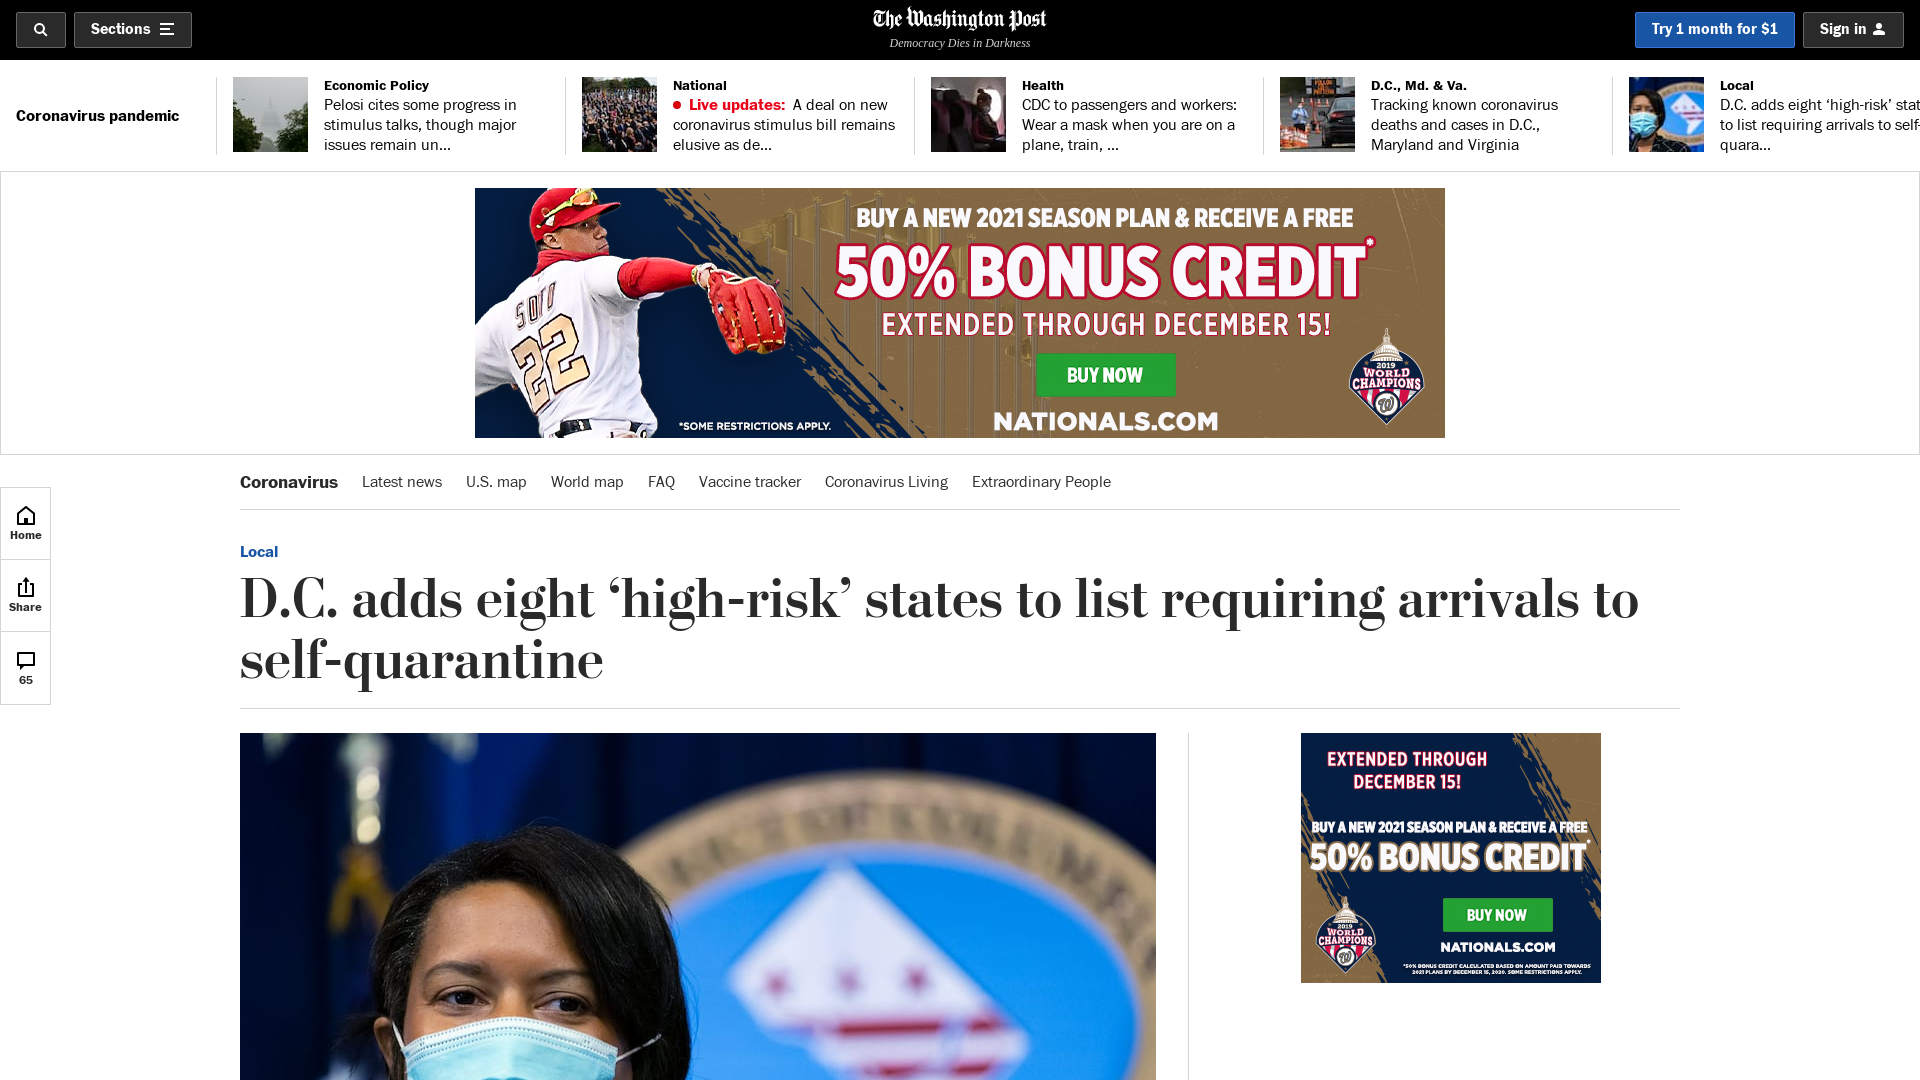 Sections
The Washington Post
Democracy Dies in Darkness
Try 1 month for $1
Sign in
Coronavirus pandemic
Economic Policy
Pelosi cites some progress in
stimulus talks, though major
issues remain un...
National
Live updates: A deal on new
coronavirus stimulus bill remains
elusive as de...
Health
CDC to passengers and workers:
Wear a mask when you are on a
plane, train, ...
D.C., Md. & Va.
Tracking known coronavirus
deaths and cases in D.C.,
Maryland and Virginia
Local
D.C. adds eight ‘high-risk’ stat
to list requiring arrivals to self-
quara...
BUY A NEW 2021 SEASON PLAN & RECEIVE A FREE
50% BONUS CREDIT*
EXTENDED THROUGH DECEMBER 15!
BUY NOW
NATIONALS.COM
*SOME RESTRICTIONS APPLY.
SOTO
22
2019
WORLD
CHAMPIONS
W
Coronavirus
Latest news
U.S. map
World map
FAQ
Vaccine tracker
Coronavirus Living
Extraordinary People
Home
Share
65
Local
D.C. adds eight ‘high-risk’ states to list requiring arrivals to
self-quarantine
EXTENDED THROUGH
DECEMBER 15!
BUY A NEW 2021 SEASON PLAN & RECEIVE A FREE
50% BONUS CREDIT*
BUY NOW
NATIONALS.COM
2019
WORLD
CHAMPIONS
W
*50% BONUS CREDIT CALCULATED BASED ON AMOUNT PAID TOWARDS
2021 PLANS BY DECEMBER 15, 2020. SOME RESTRICTIONS APPLY.